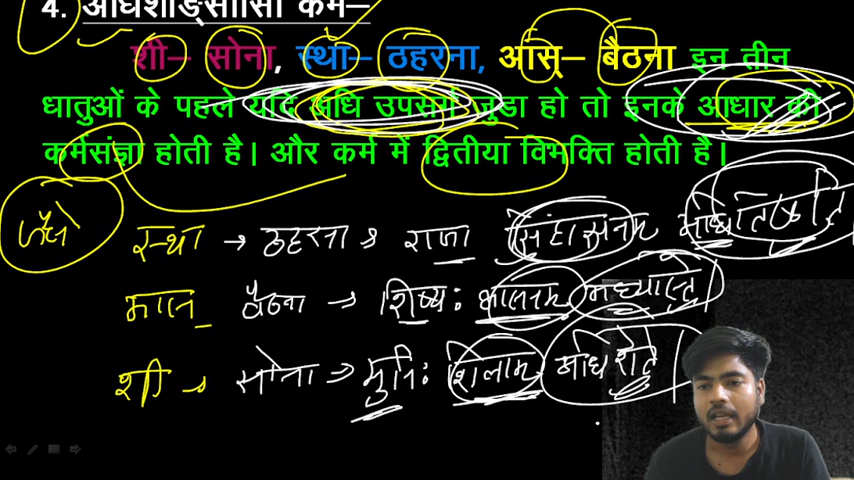 4. अधिशीङ्स्थासां कर्म–
शी– सोना, स्था– ठहरना, आस्– बैठना इन तीन
धातुओं के पहले यदि अधि उपसर्ग जुडा हो तो इनके आधार की
कर्मसंज्ञा होती है। और कर्म में द्वितीया विभक्ति होती है।
जैसे स्था → ठहरना → राजा सिंहासनम् अधितिष्ठति
आस बैठना → शिष्यः आसनम् अध्यास्ते
शी → सोना → मुनिः शिलाम् अधि शेते